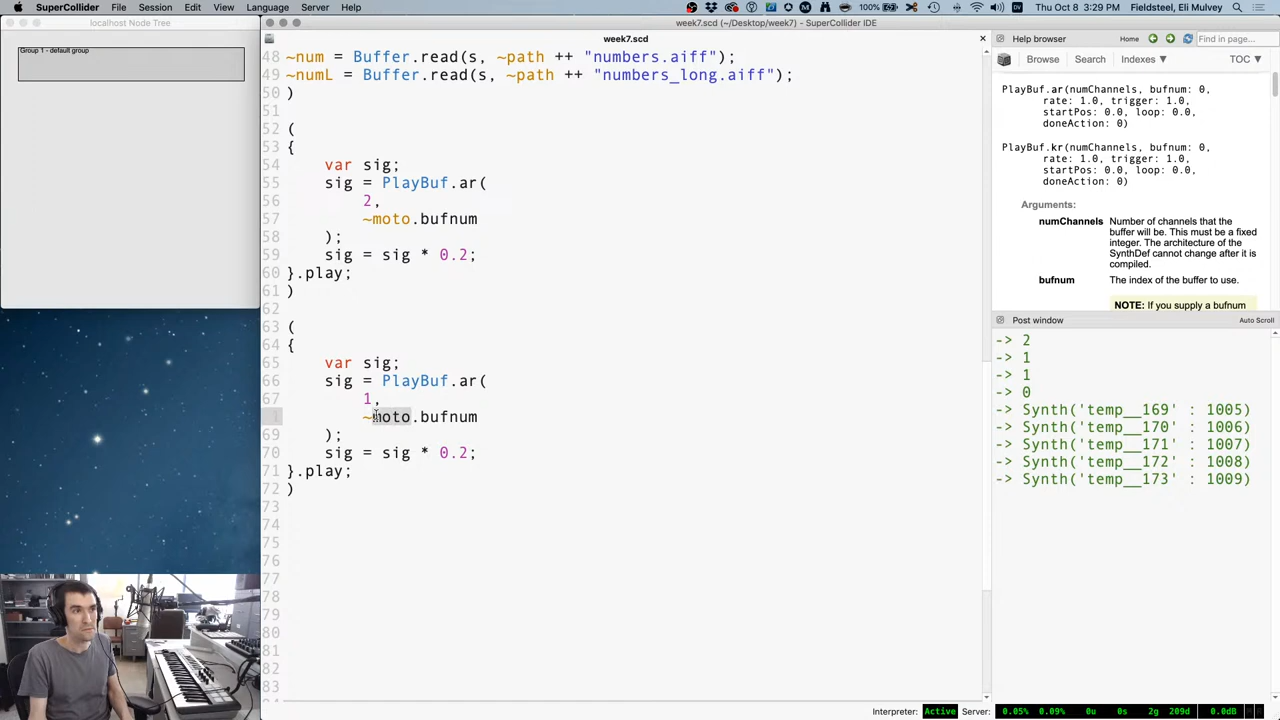 SuperCollider File Session Edit View Language Server Help 100% Thu Oct 8 3:29 PM Fieldsteel, Eli Mulvey
localhost Node Tree
Group 1 - default group
week7.scd (~/Desktop/week7) - SuperCollider IDE
week7.scd
48 ~num = Buffer.read(s, ~path ++ "numbers.aiff");
49 ~numL = Buffer.read(s, ~path ++ "numbers_long.aiff");
50 )
51
52 (
53 {
54 var sig;
55 sig = PlayBuf.ar(
56 2,
57 ~moto.bufnum
58 );
59 sig = sig * 0.2;
60 }.play;
61 )
62
63 (
64 {
65 var sig;
66 sig = PlayBuf.ar(
67 1,
1 ~moto.bufnum
69 );
70 sig = sig * 0.2;
71 }.play;
72 )
73
74
75
76
77
78
79
80
81
82
83
Help browser Home Find in page...
Browse Search Indexes ▼ TOC ▼
PlayBuf.ar(numChannels, bufnum: 0,
rate: 1.0, trigger: 1.0,
startPos: 0.0, loop: 0.0,
doneAction: 0)
PlayBuf.kr(numChannels, bufnum: 0,
rate: 1.0, trigger: 1.0,
startPos: 0.0, loop: 0.0,
doneAction: 0)
Arguments:
numChannels Number of channels that the
buffer will be. This must be a fixed
integer. The architecture of the
SynthDef cannot change after it is
compiled.
bufnum The index of the buffer to use.
NOTE: If you supply a bufnum
Post window Auto Scroll
-> 2
-> 1
-> 1
-> 0
-> Synth('temp__169' : 1005)
-> Synth('temp__170' : 1006)
-> Synth('temp__171' : 1007)
-> Synth('temp__172' : 1008)
-> Synth('temp__173' : 1009)
Interpreter: Active Server: 0.05% 0.09% 0u 0s 2g 209d 0.0dB